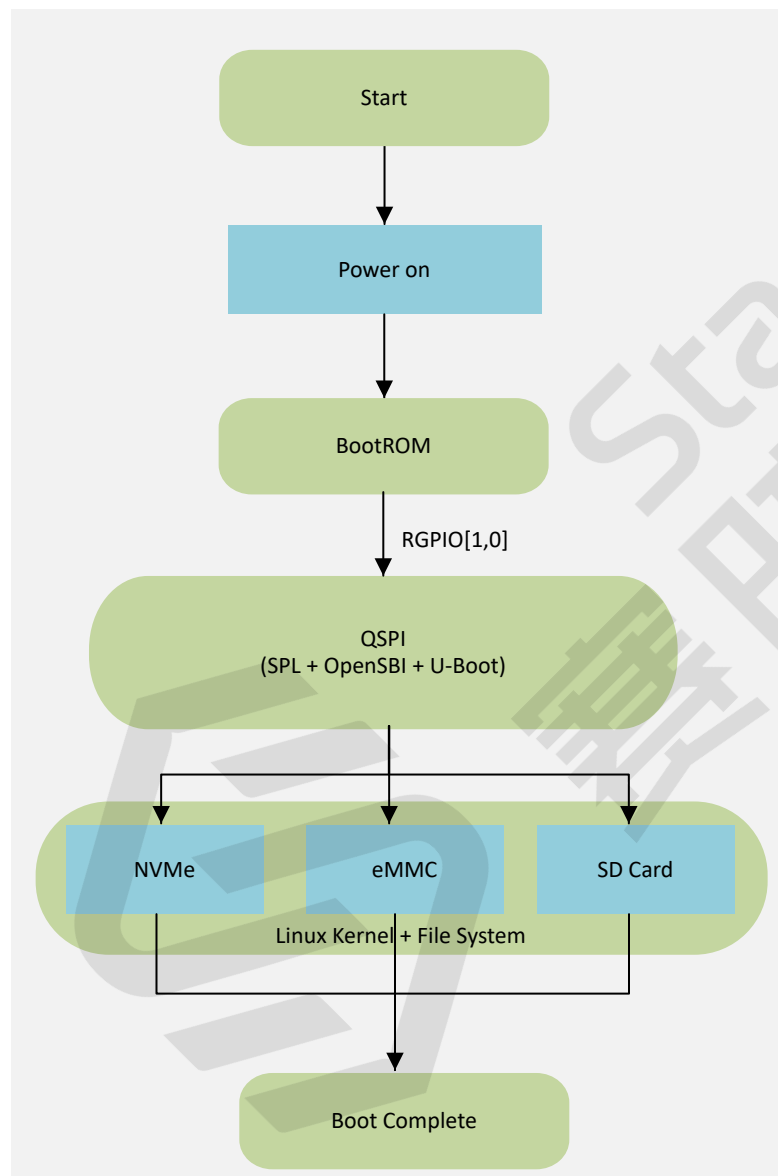 Start
Power on
BootROM
RGPIO[1,0]
QSPI
(SPL + OpenSBI + U-Boot)
NVMe
eMMC
SD Card
Linux Kernel + File System
Boot Complete
Sta